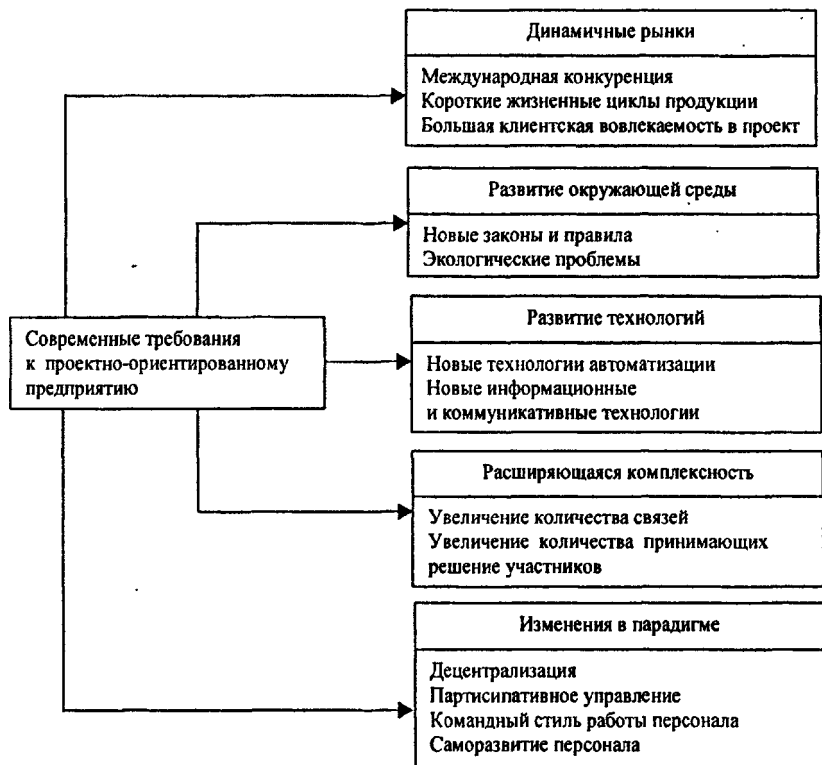 Динамичные рынки
Международная конкуренция
Короткие жизненные циклы продукции
Большая клиентская вовлекаемость в проект
Развитие окружающей среды
Новые законы и правила
Экологические проблемы
Современные требования
к проектно-ориентированному
предприятию
Развитие технологий
Новые технологии автоматизации
Новые информационные
и коммуникативные технологии
Расширяющаяся комплексность
Увеличение количества связей
Увеличение количества принимающих
решение участников
Изменения в парадигме
Децентрализация
Партисипативное управление
Командный стиль работы персонала
Саморазвитие персонала